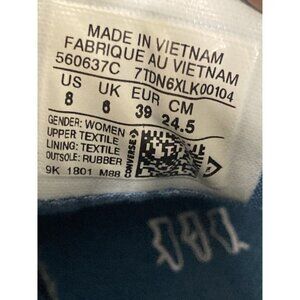 MADE IN VIETNAM
FABRIQUE AU VIETNAM
560637C 7TDN6XLK00104
US UK EUR CM
8 6 39 24.5
GENDER: WOMEN
UPPER TEXTILE
LINING: TEXTILE
OUTSOLE: RUBBER
9K 1801 M88
CONVERSE